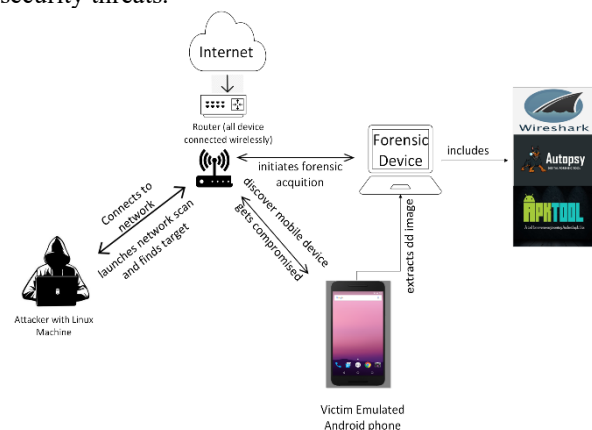 security threats.
Internet
Router (all device
connected wirelessly)
Connects to
network
launches network scan
and finds target
Attacker with Linux
Machine
initiates forensic
acquition
discover mobile device
gets compromised
Forensic
Device
includes
WIRESHARK
Autopsy
APKTOOL
extracts dd image
Victim Emulated
Android phone